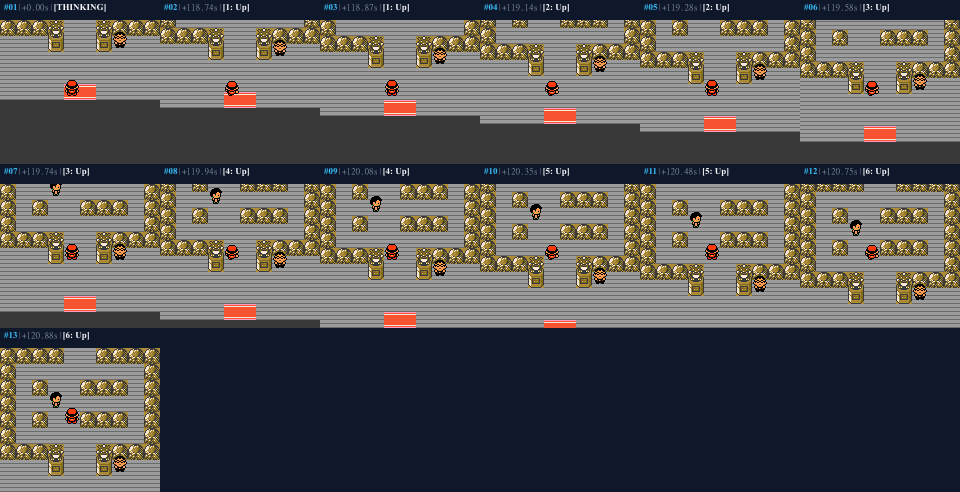 #01 | +0.00s | [THINKING]
#02 | +118.74s | [1: Up]
#03 | +118.87s | [1: Up]
#04 | +119.14s | [2: Up]
#05 | +119.28s | [2: Up]
#06 | +119.58s | [3: Up]
#07 | +119.74s | [3: Up]
#08 | +119.94s | [4: Up]
#09 | +120.08s | [4: Up]
#10 | +120.35s | [5: Up]
#11 | +120.48s | [5: Up]
#12 | +120.75s | [6: Up]
#13 | +120.88s | [6: Up]